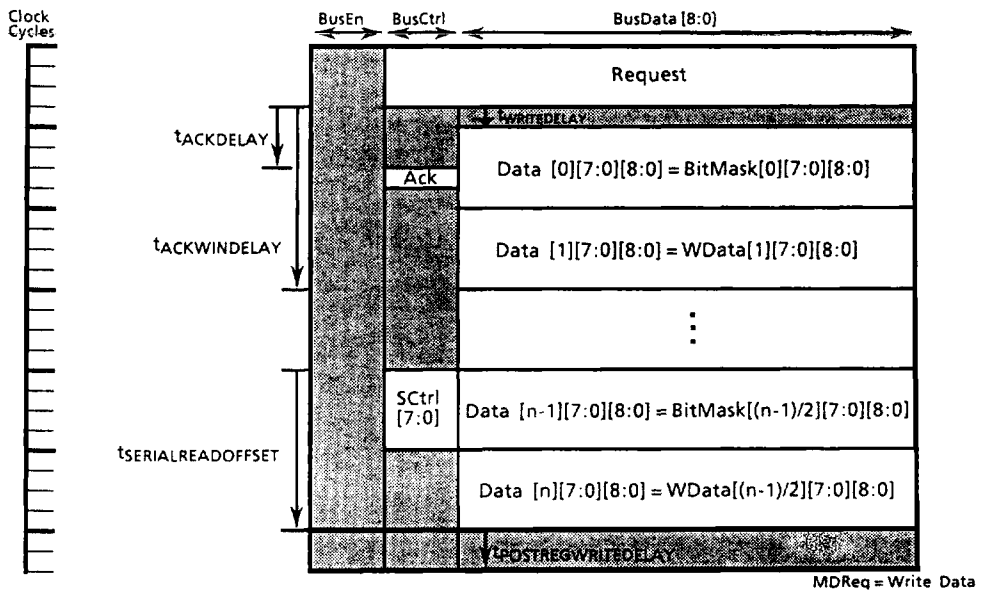 Clock
Cycles
BusEn BusCtrl BusData [8:0]
Request
tWRITEDELAY
tACKDELAY
Data [0][7:0][8:0] = BitMask[0][7:0][8:0]
Ack
tACKWINDELAY
Data [1][7:0][8:0] = WData[1][7:0][8:0]
SCtrl
[7:0]
Data [n-1][7:0][8:0] = BitMask[(n-1)/2][7:0][8:0]
tSERIALREADOFFSET
Data [n][7:0][8:0] = WData[(n-1)/2][7:0][8:0]
tPOSTREGWRITEDELAY
MDReq = Write Data